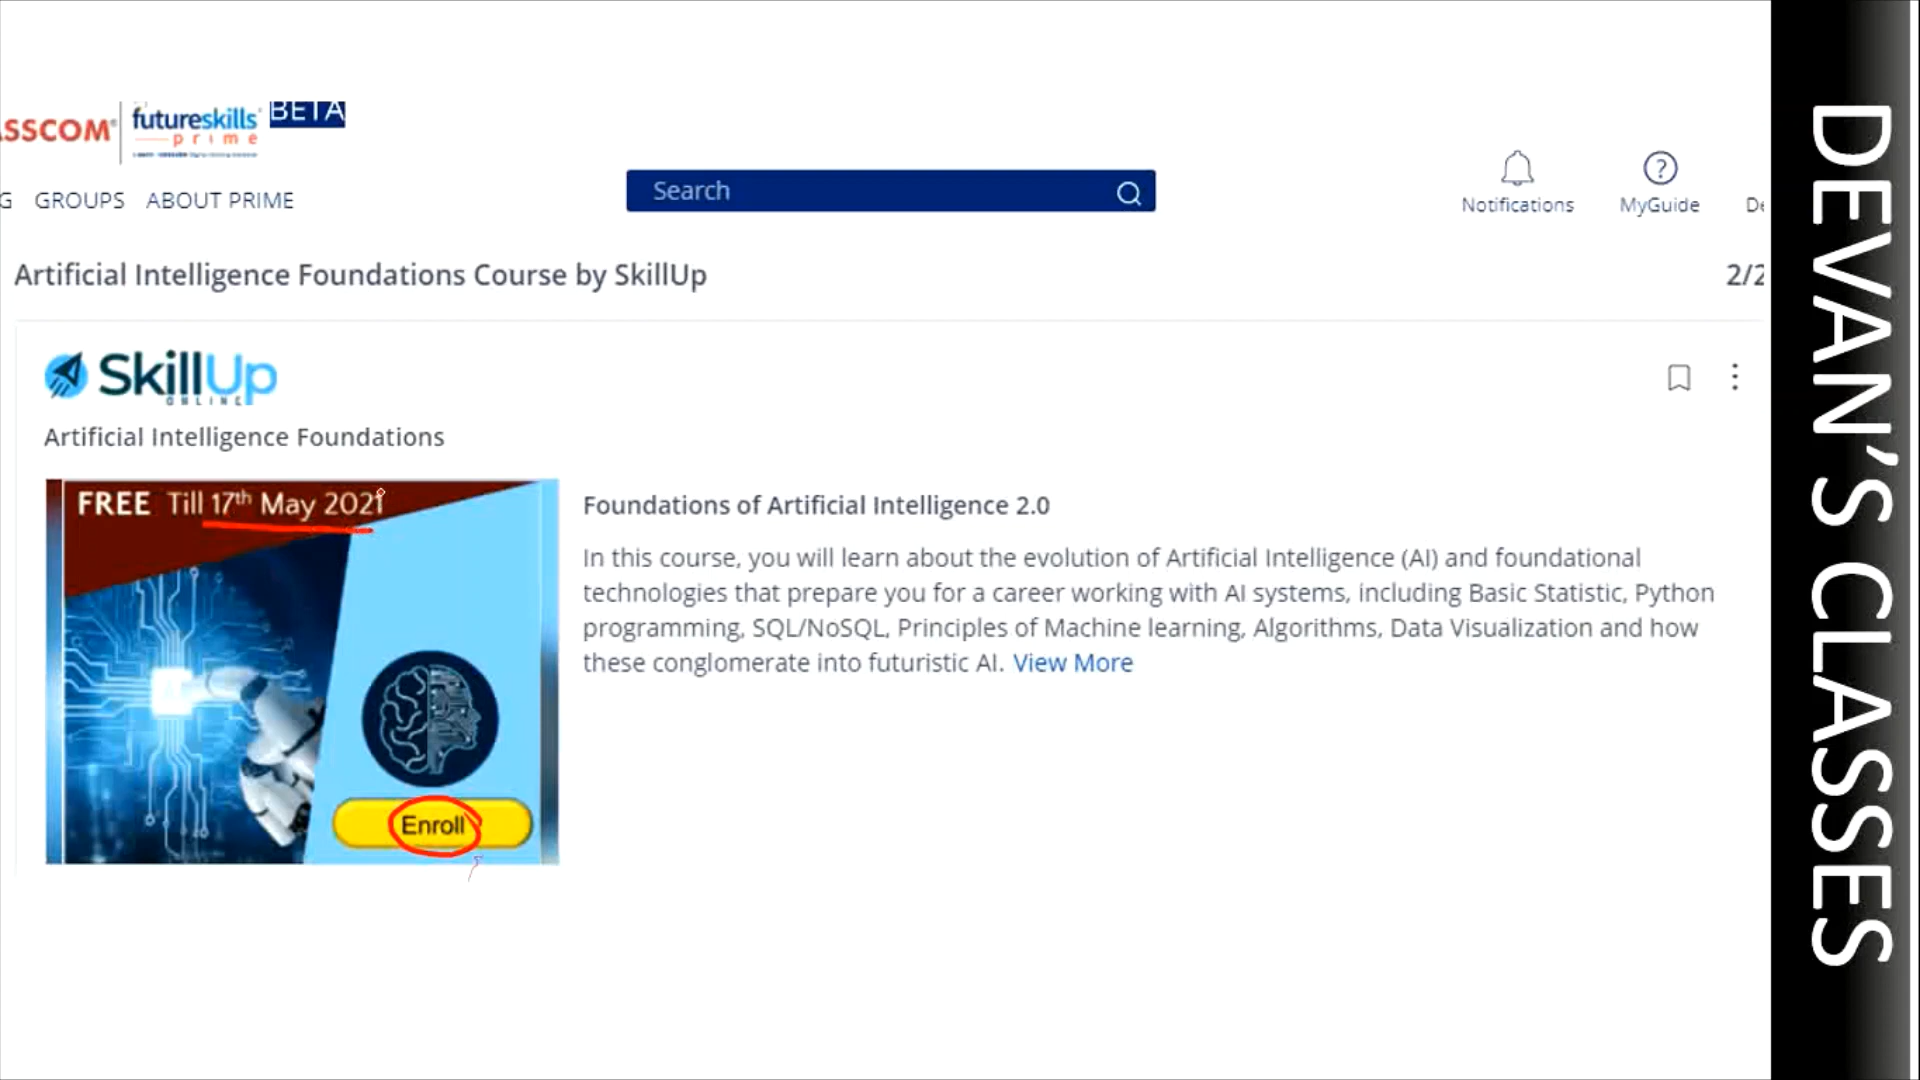 ASSCOM
futureskills
prime
BETA
G GROUPS ABOUT PRIME
Search
Notifications
MyGuide
De
Artificial Intelligence Foundations Course by SkillUp
2/2
SkillUp
ONLINE
Artificial Intelligence Foundations
FREE Till 17th May 2021
Enroll
Foundations of Artificial Intelligence 2.0
In this course, you will learn about the evolution of Artificial Intelligence (AI) and foundational
technologies that prepare you for a career working with AI systems, including Basic Statistic, Python
programming, SQL/NoSQL, Principles of Machine learning, Algorithms, Data Visualization and how
these conglomerate into futuristic AI. View More
DEVAN'S CLASSES